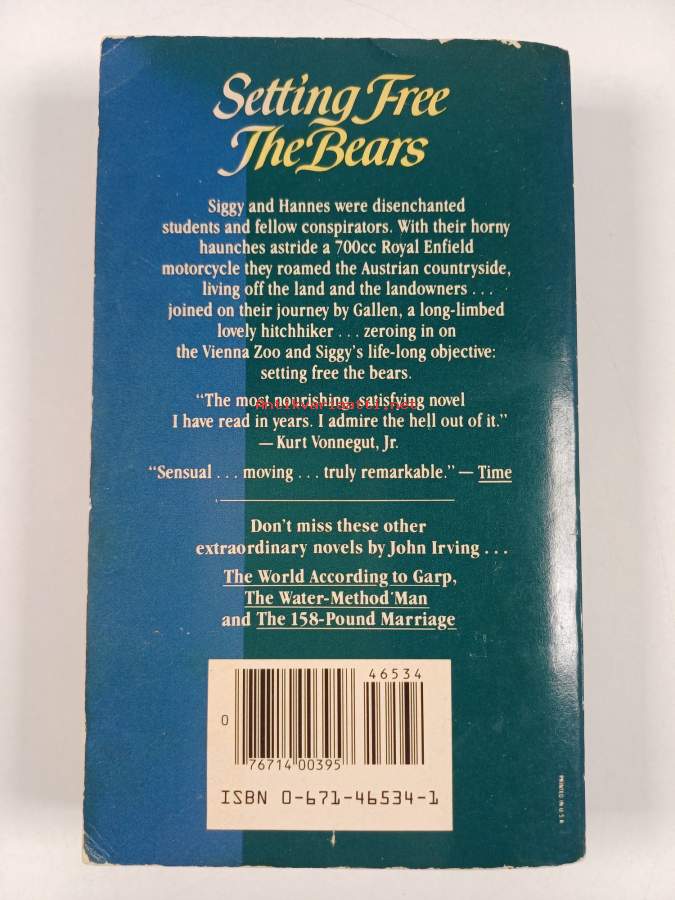 Setting Free
The Bears
Siggy and Hannes were disenchanted
students and fellow conspirators. With their horny
haunches astride a 700cc Royal Enfield
motorcycle they roamed the Austrian countryside,
living off the land and the landowners . . .
joined on their journey by Gallen, a long-limbed
lovely hitchhiker . . . zeroing in on
the Vienna Zoo and Siggy's life-long objective:
setting free the bears.
"The most nourishing, satisfying novel
Antikvariaatti.net
I have read in years. I admire the hell out of it."
— Kurt Vonnegut, Jr.
"Sensual . . . moving . . . truly remarkable." — Time
Don't miss these other
extraordinary novels by John Irving . . .
The World According to Garp,
The Water-Method Man
and The 158-Pound Marriage
46534
0
76714 00395
ISBN 0-671-46534-1
PRINTED IN U.S.A.